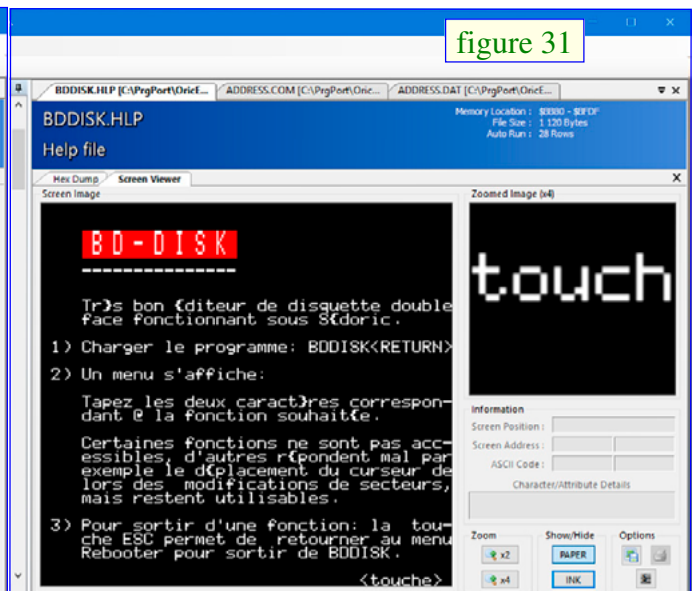 figure 31
BDDISK.HLP [C:\PrgPort\OricE...
ADDRESS.COM [C:\PrgPort\Oric...
ADDRESS.DAT [C:\PrgPort\OricE...
BDDISK.HLP
Help file
Memory Location : $BB80 - $BFDF
File Size : 1 120 Bytes
Auto Run : 28 Rows
Hex Dump
Screen Viewer
Screen Image
BD-DISK
---------------
Tr}s bon {diteur de disquette double
face fonctionnant sous S{doric.
1) Charger le programme: BDDISK<RETURN>
2) Un menu s'affiche:
Tapez les deux caract}res correspon-
dant @ la fonction souhait{e.
Certaines fonctions ne sont pas acc-
essibles, d'autres r{pondent mal par
exemple le d{placement du curseur de
lors des modifications de secteurs,
mais restent utilisables.
3) Pour sortir d'une fonction: la tou-
che ESC permet de retourner au menu
Rebooter pour sortir de BDDISK.
<touche>
Zoomed Image (x4)
touch
Information
Screen Position :
Screen Address :
ASCII Code :
Character/Attribute Details
Zoom
Show/Hide
Options
x2
PAPER
x4
INK